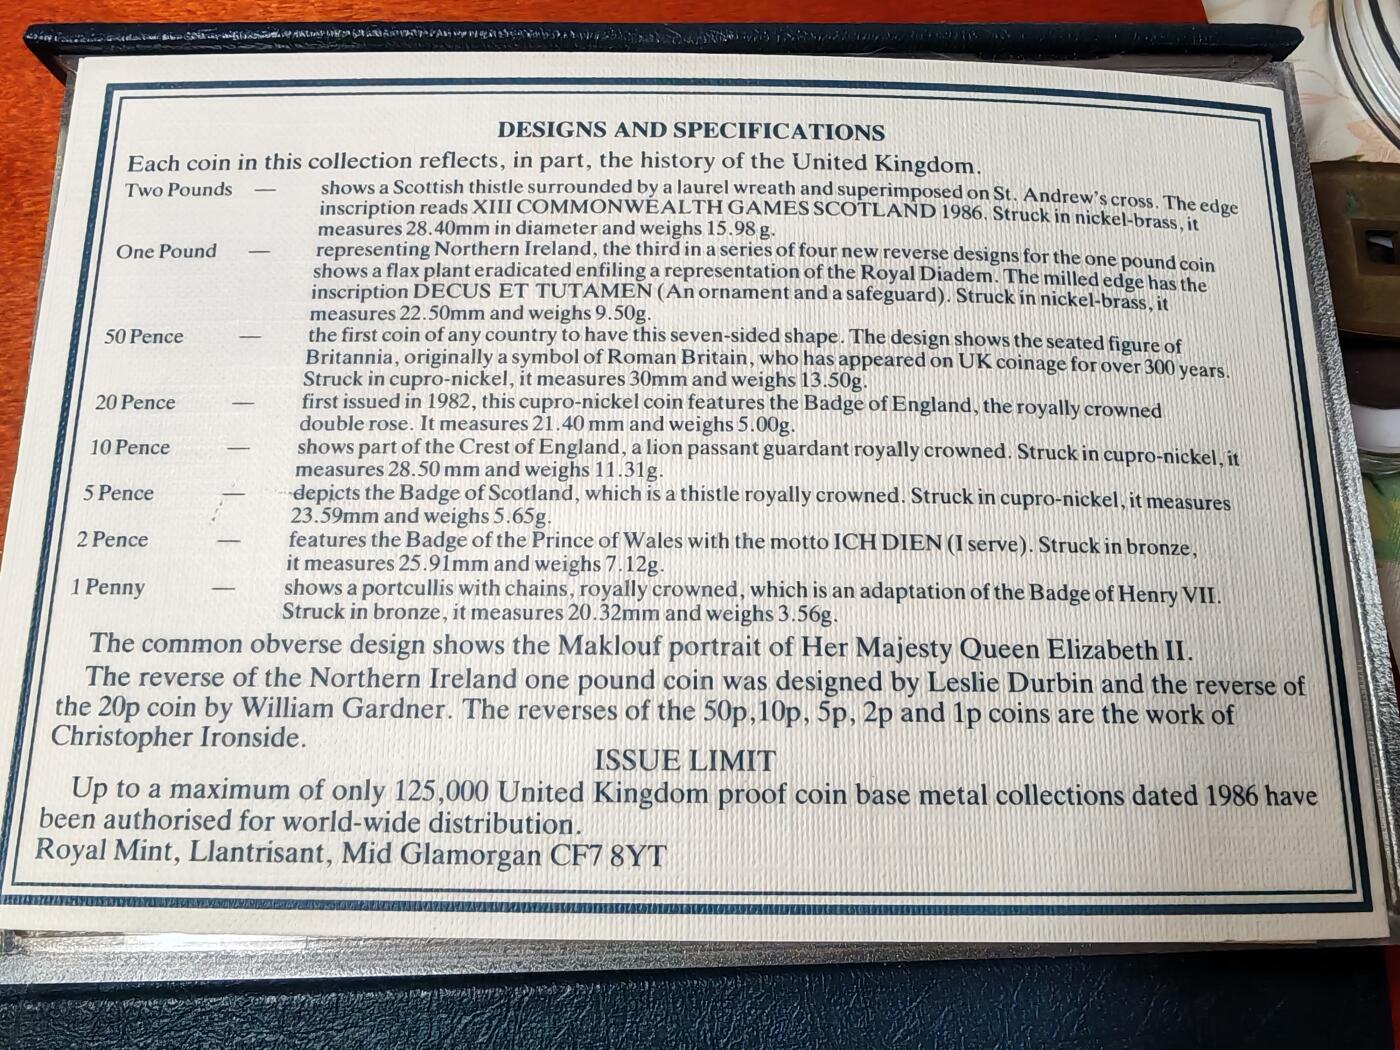 DESIGNS AND SPECIFICATIONS
Each coin in this collection reflects, in part, the history of the United Kingdom.
Two Pounds — shows a Scottish thistle surrounded by a laurel wreath and superimposed on St. Andrew's cross. The edge
inscription reads XIII COMMONWEALTH GAMES SCOTLAND 1986. Struck in nickel-brass, it
measures 28.40mm in diameter and weighs 15.98 g.
One Pound — representing Northern Ireland, the third in a series of four new reverse designs for the one pound coin
shows a flax plant eradicated enfiling a representation of the Royal Diadem. The milled edge has the
inscription DECUS ET TUTAMEN (An ornament and a safeguard). Struck in nickel-brass, it
measures 22.50mm and weighs 9.50g.
50 Pence — the first coin of any country to have this seven-sided shape. The design shows the seated figure of
Britannia, originally a symbol of Roman Britain, who has appeared on UK coinage for over 300 years.
Struck in cupro-nickel, it measures 30mm and weighs 13.50g.
20 Pence — first issued in 1982, this cupro-nickel coin features the Badge of England, the royally crowned
double rose. It measures 21.40 mm and weighs 5.00g.
10 Pence — shows part of the Crest of England, a lion passant guardant royally crowned. Struck in cupro-nickel, it
measures 28.50 mm and weighs 11.31g.
5 Pence — depicts the Badge of Scotland, which is a thistle royally crowned. Struck in cupro-nickel, it measures
23.59mm and weighs 5.65g.
2 Pence — features the Badge of the Prince of Wales with the motto ICH DIEN (I serve). Struck in bronze,
it measures 25.91mm and weighs 7.12g.
1 Penny — shows a portcullis with chains, royally crowned, which is an adaptation of the Badge of Henry VII.
Struck in bronze, it measures 20.32mm and weighs 3.56g.
The common obverse design shows the Maklouf portrait of Her Majesty Queen Elizabeth II.
The reverse of the Northern Ireland one pound coin was designed by Leslie Durbin and the reverse of
the 20p coin by William Gardner. The reverses of the 50p,10p, 5p, 2p and 1p coins are the work of
Christopher Ironside.
ISSUE LIMIT
Up to a maximum of only 125,000 United Kingdom proof coin base metal collections dated 1986 have
been authorised for world-wide distribution.
Royal Mint, Llantrisant, Mid Glamorgan CF7 8YT